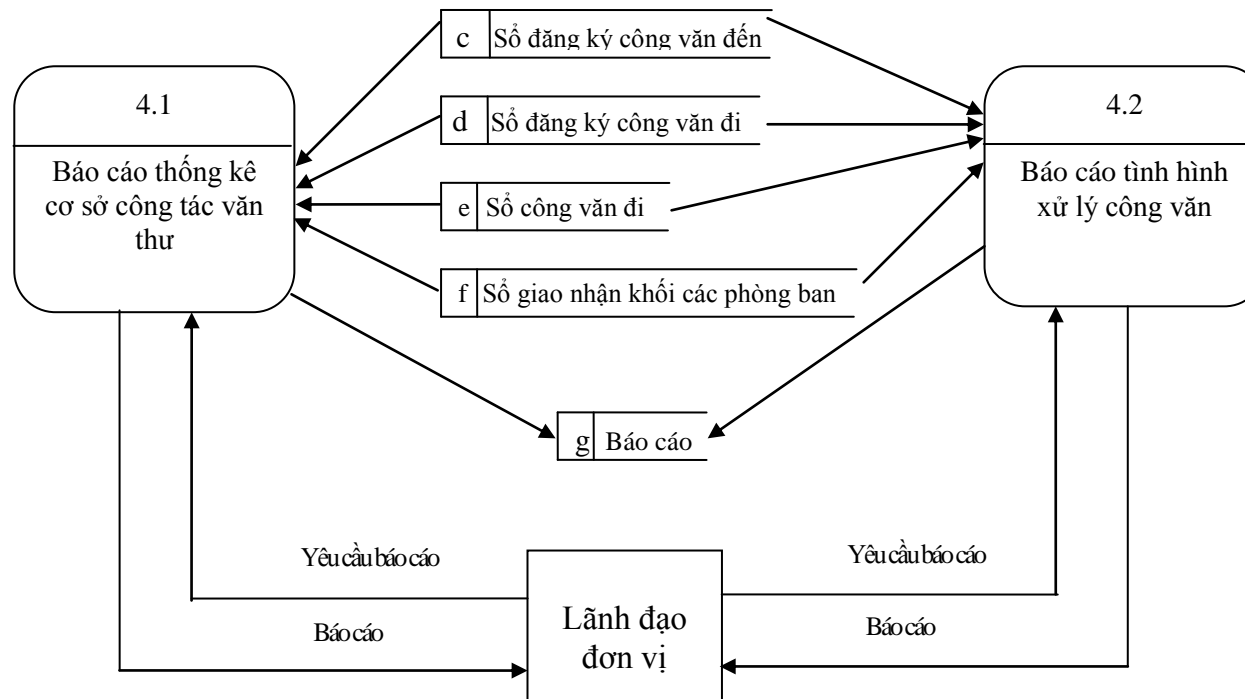 c Sổ đăng ký công văn đến
4.1
d Sổ đăng ký công văn đi
4.2
Báo cáo thống kê
cơ sở công tác văn
thư
e Sổ công văn đi
Báo cáo tình hình
xử lý công văn
f Sổ giao nhận khối các phòng ban
g Báo cáo
Yêu cầu báo cáo
Yêu cầu báo cáo
Lãnh đạo
đơn vị
Báo cáo
Báo cáo